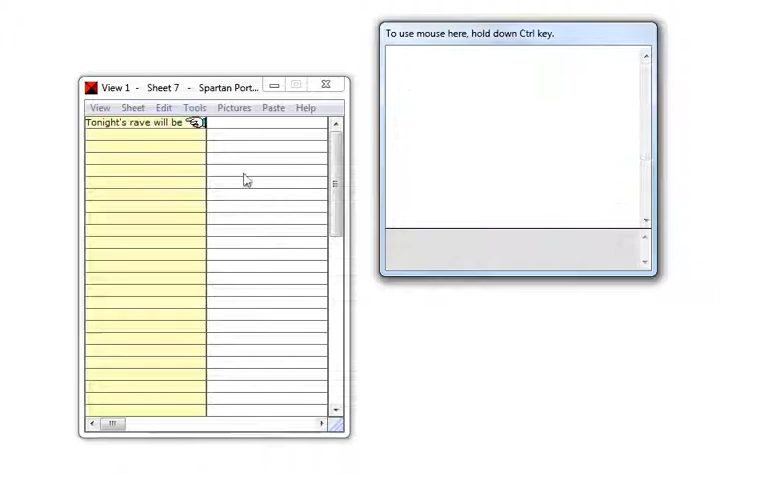 To use mouse here, hold down Ctrl key.
View 1 - Sheet 7 - Spartan Port...
View Sheet Edit Tools Pictures Paste Help
Tonight's rave will be